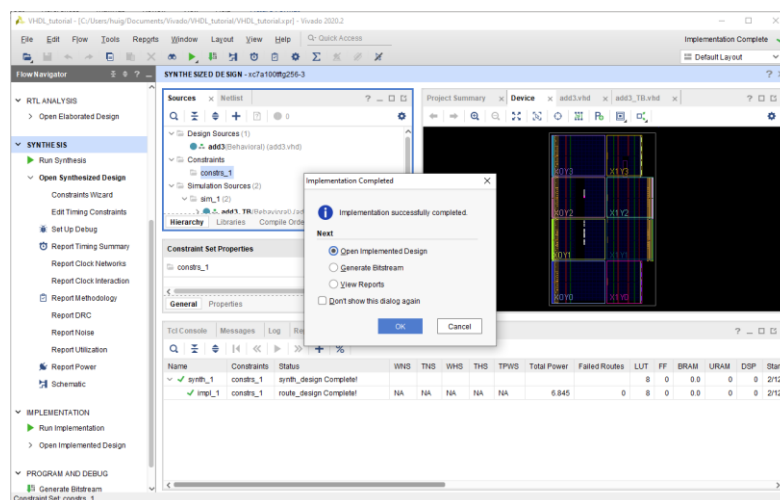 VHDL_tutorial - [C:/Users/huig/Documents/Vivado/VHDL_tutorial/VHDL_tutorial.xpr] - Vivado 2020.2
File Edit Flow Tools Reports Window Layout View Help Quick Access
Implementation Complete
Default Layout
Flow Navigator
SYNTHESIZED DESIGN - xc7a100tftg256-3
RTL ANALYSIS
Open Elaborated Design
SYNTHESIS
Run Synthesis
Open Synthesized Design
Constraints Wizard
Edit Timing Constraints
Set Up Debug
Report Timing Summary
Report Clock Networks
Report Clock Interaction
Report Methodology
Report DRC
Report Noise
Report Utilization
Report Power
Schematic
IMPLEMENTATION
Run Implementation
Open Implemented Design
PROGRAM AND DEBUG
Generate Bitstream
Constraint Set: constrs_1
Sources Netlist
0
Design Sources (1)
add3(Behavioral) (add3.vhd)
Constraints
constrs_1
Simulation Sources (2)
sim_1 (2)
Hierarchy Libraries
Constraint Set Properties
constrs_1
General Properties
Project Summary Device add3.vhd add3_TB.vhd
X0Y3 X1Y3
X0Y2 X1Y2
X0Y1 X1Y1
X0Y0 X1Y0
Implementation Completed
Implementation successfully completed.
Next
Open Implemented Design
Generate Bitstream
View Reports
Don't show this dialog again
OK Cancel
Tcl Console Messages Log
Name Constraints Status WNS TNS WHS THS TPWS Total Power Failed Routes LUT FF BRAM URAM DSP
synth_1 constrs_1 synth_design Complete! 8 0 0.0 0 0
impl_1 constrs_1 route_design Complete! NA NA NA NA NA 6.845 0 8 0 0.0 0 0